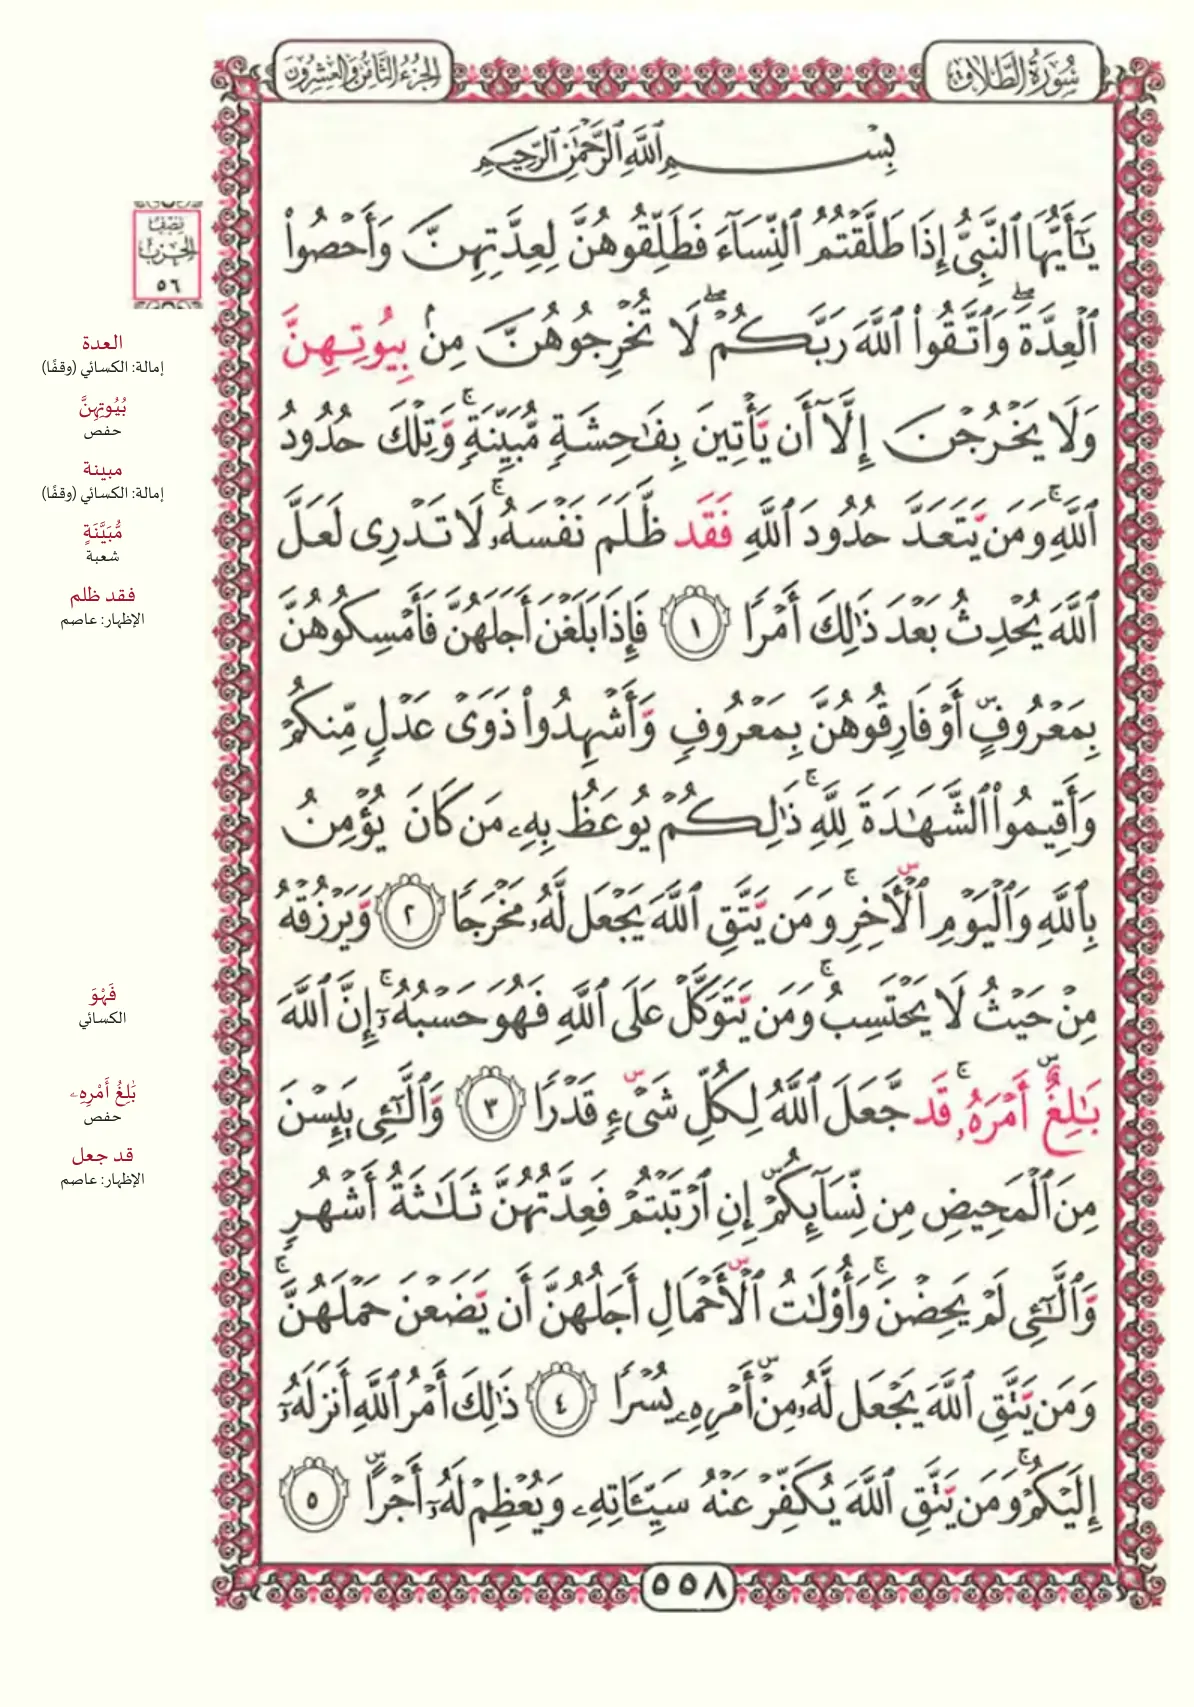 سُورَةُ الطَّلَاق
الجُزْءُ الثَّامِنُ وَالعِشْرُونَ
بِسْمِ ٱللَّهِ ٱلرَّحْمَٰنِ ٱلرَّحِيمِ
يَٰٓأَيُّهَا ٱلنَّبِىُّ إِذَا طَلَّقْتُمُ ٱلنِّسَآءَ فَطَلِّقُوهُنَّ لِعِدَّتِهِنَّ وَأَحْصُوا۟
ٱلْعِدَّةَ ۖ وَٱتَّقُوا۟ ٱللَّهَ رَبَّكُمْ ۖ لَا تُخْرِجُوهُنَّ مِنۢ بِيُوتِهِنَّ
وَلَا يَخْرُجْنَ إِلَّآ أَن يَّأْتِينَ بِفَٰحِشَةٍ مُّبَيِّنَةٍ ۚ وَّتِلْكَ حُدُودُ
ٱللَّهِ ۚ وَمَن يَّتَعَدَّ حُدُودَ ٱللَّهِ فَقَد ظَّلَمَ نَفْسَهُۥ ۚ لَا تَدْرِى لَعَلَّ
ٱللَّهَ يُحْدِثُ بَعْدَ ذَٰلِكَ أَمْرًا ١ فَإِذَا بَلَغْنَ أَجَلَهُنَّ فَأَمْسِكُوهُنَّ
بِمَعْرُوفٍ أَوْ فَارِقُوهُنَّ بِمَعْرُوفٍ وَّأَشْهِدُوا۟ ذَوَىْ عَدْلٍ مِّنكُمْ
وَأَقِيمُوا۟ ٱلشَّهَٰدَةَ لِلَّهِ ۚ ذَٰلِكُمْ يُوعَظُ بِهِۦ مَن كَانَ يُؤْمِنُ
بِٱللَّهِ وَٱلْيَوْمِ ٱلْأَخِرِ ۚ وَمَن يَّتَّقِ ٱللَّهَ يَجْعَل لَّهُۥ مَخْرَجًا ٢ وَّيَرْزُقْهُ
مِنْ حَيْثُ لَا يَحْتَسِبُ ۚ وَمَن يَّتَوَكَّلْ عَلَى ٱللَّهِ فَهُوَ حَسْبُهُۥٓ ۚ إِنَّ ٱللَّهَ
بَٰلِغٌ أَمْرَهُۥ ۚ قَد جَّعَلَ ٱللَّهُ لِكُلِّ شَىْءٍ قَدْرًا ٣ وَّٱلَّٰٓـِٔى يَئِسْنَ
مِنَ ٱلْمَحِيضِ مِن نِّسَآئِكُمْ إِنِ ٱرْتَبْتُمْ فَعِدَّتُهُنَّ ثَلَٰثَةُ أَشْهُرٍ
وَّٱلَّٰٓـِٔى لَمْ يَحِضْنَ ۚ وَأُو۟لَٰتُ ٱلْأَحْمَالِ أَجَلُهُنَّ أَن يَّضَعْنَ حَمْلَهُنَّ ۚ
وَمَن يَّتَّقِ ٱللَّهَ يَجْعَل لَّهُۥ مِنْ أَمْرِهِۦ يُسْرًا ٤ ذَٰلِكَ أَمْرُ ٱللَّهِ أَنزَلَهُۥٓ
إِلَيْكُمْ ۚ وَمَن يَّتَّقِ ٱللَّهَ يُكَفِّرْ عَنْهُ سَيِّـَٔاتِهِۦ وَيُعْظِمْ لَهُۥٓ أَجْرًا ٥
٥٥٨
نِصْفُ
الحِزْبِ
٥٦
العدة
إمالة: الكسائي (وقفًا)
بُيُوتِهِنَّ
حفص
مبينة
إمالة: الكسائي (وقفًا)
مُّبَيَّنَةٍ
شعبة
فقد ظلم
الإظهار: عاصم
فَهْوَ
الكسائي
بَٰلِغُ أَمْرِهِۦ
حفص
قد جعل
الإظهار: عاصم